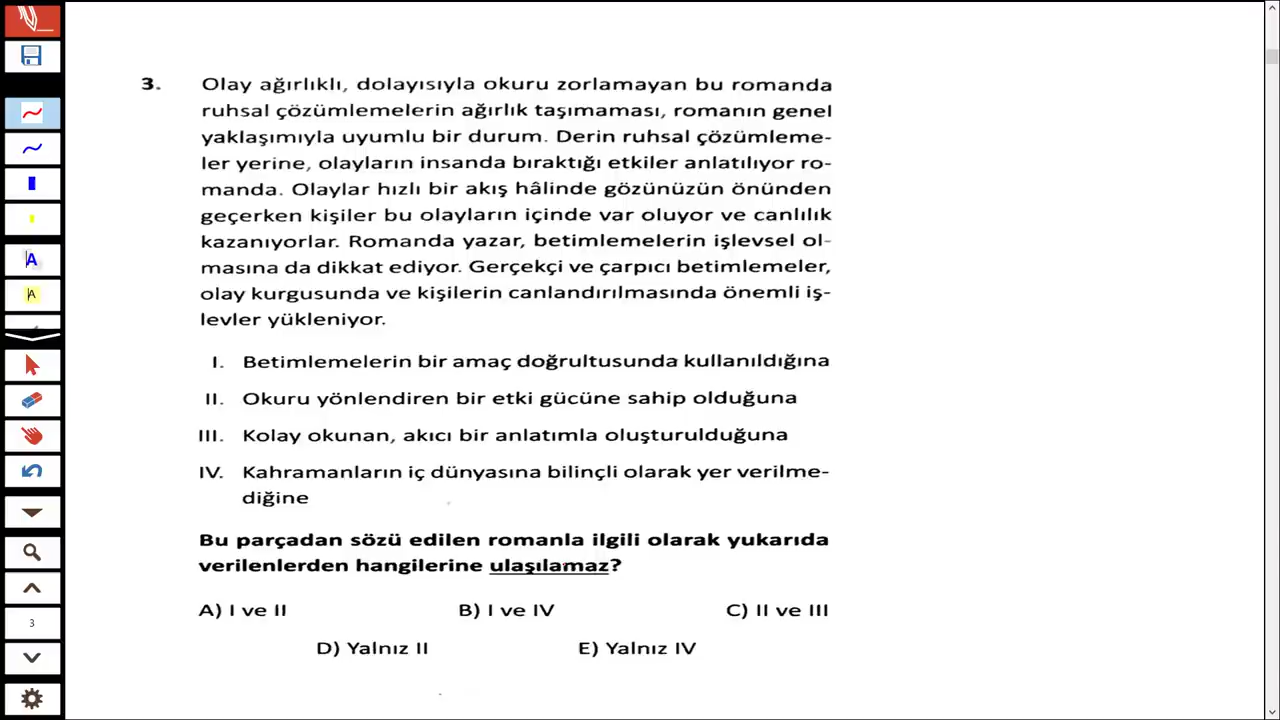 3. Olay ağırlıklı, dolayısıyla okuru zorlamayan bu romanda
ruhsal çözümlemelerin ağırlık taşımaması, romanın genel
yaklaşımıyla uyumlu bir durum. Derin ruhsal çözümleme-
ler yerine, olayların insanda bıraktığı etkiler anlatılıyor ro-
manda. Olaylar hızlı bir akış hâlinde gözünüzün önünden
geçerken kişiler bu olayların içinde var oluyor ve canlılık
kazanıyorlar. Romanda yazar, betimlemelerin işlevsel ol-
masına da dikkat ediyor. Gerçekçi ve çarpıcı betimlemeler,
olay kurgusunda ve kişilerin canlandırılmasında önemli iş-
levler yükleniyor.
I. Betimlemelerin bir amaç doğrultusunda kullanıldığına
II. Okuru yönlendiren bir etki gücüne sahip olduğuna
III. Kolay okunan, akıcı bir anlatımla oluşturulduğuna
IV. Kahramanların iç dünyasına bilinçli olarak yer verilme-
diğine
Bu parçadan sözü edilen romanla ilgili olarak yukarıda
verilenlerden hangilerine ulaşılamaz?
A) I ve II B) I ve IV C) II ve III
D) Yalnız II E) Yalnız IV
A
A
3